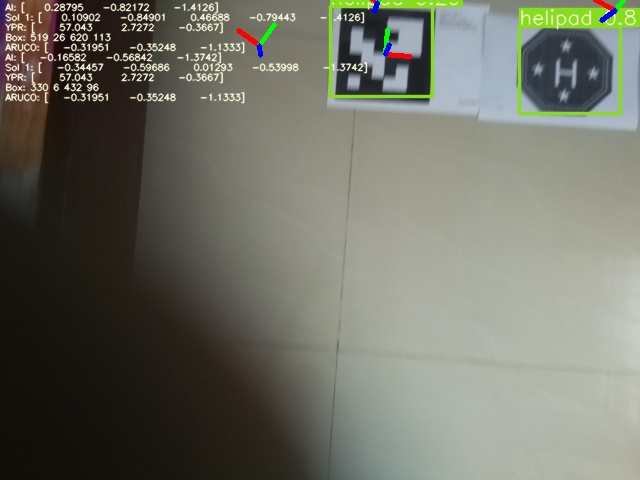 AI: [ 0.28795 -0.82172 -1.4126]
Sol 1: [ 0.10902 -0.84901 0.46688 -0.79443 -1.4126]
YPR: [ 57.043 2.7272 -0.3667]
Box: 519 26 620 113
ARUCO: [ -0.31951 -0.35248 -1.1333]
AI: [ -0.16582 -0.56842 -1.3742]
Sol 1: [ -0.34457 -0.59686 0.01293 -0.53998 -1.3742]
YPR: [ 57.043 2.7272 -0.3667]
Box: 330 6 432 96
ARUCO: [ -0.31951 -0.35248 -1.1333]
helipad
helipad 0.8
H